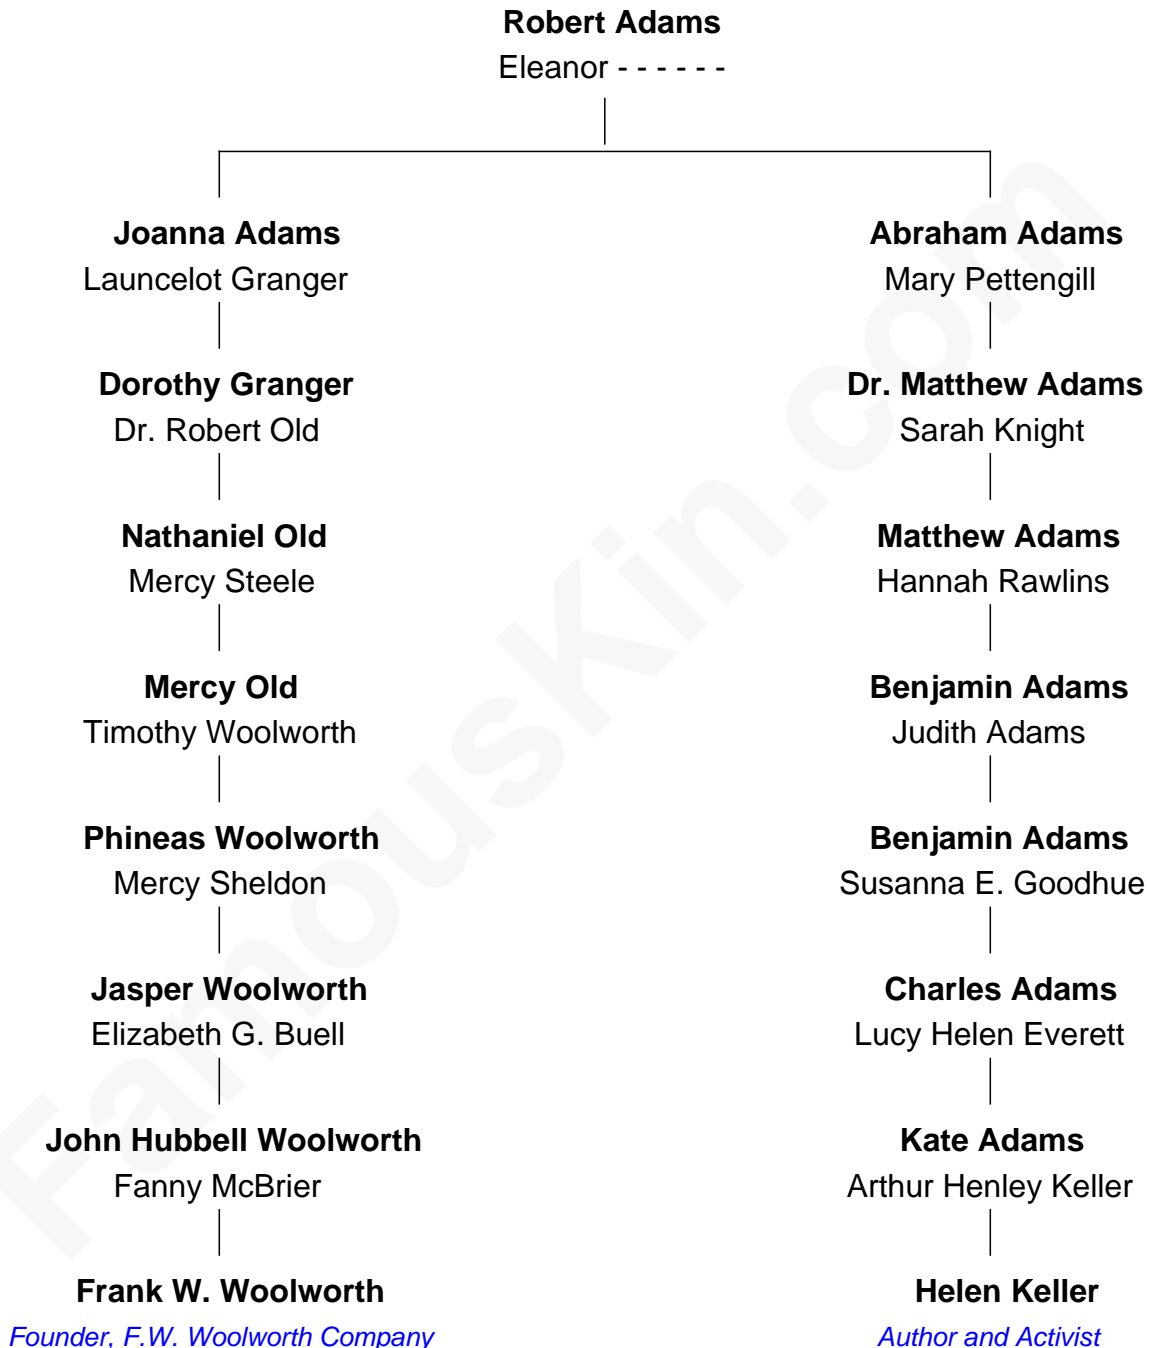 Robert Adams
Eleanor - - - - - -
Joanna Adams
Launcelot Granger
Abraham Adams
Mary Pettengill
Dorothy Granger
Dr. Robert Old
Dr. Matthew Adams
Sarah Knight
Nathaniel Old
Mercy Steele
Matthew Adams
Hannah Rawlins
Mercy Old
Timothy Woolworth
Benjamin Adams
Judith Adams
Phineas Woolworth
Mercy Sheldon
Benjamin Adams
Susanna E. Goodhue
Jasper Woolworth
Elizabeth G. Buell
Charles Adams
Lucy Helen Everett
John Hubbell Woolworth
Fanny McBrier
Kate Adams
Arthur Henley Keller
Frank W. Woolworth
Founder, F.W. Woolworth Company
Helen Keller
Author and Activist
FamousKin.com